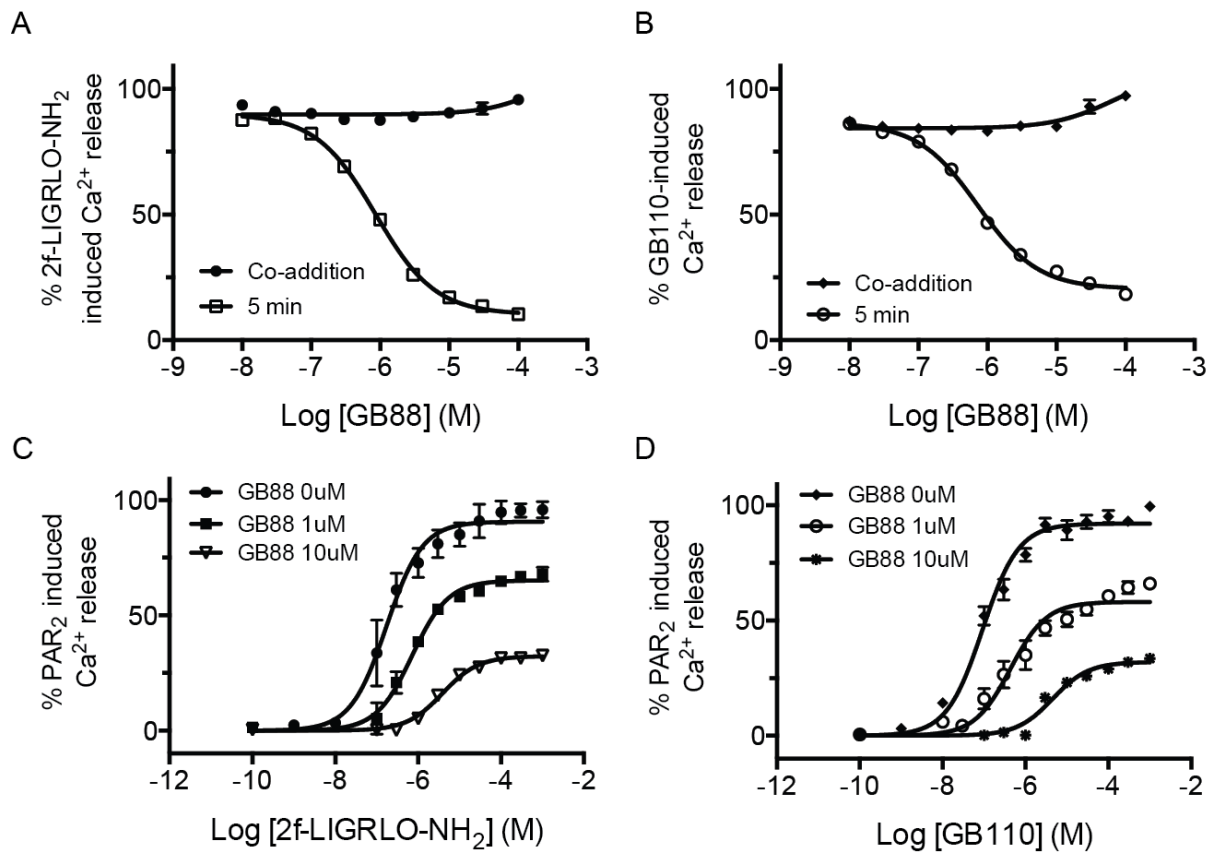 A
% 2f-LIGRLO-NH₂
induced Ca²⁺ release
100
50
0
Co-addition
5 min
-9 -8 -7 -6 -5 -4 -3
Log [GB88] (M)
B
% GB110-induced
Ca²⁺ release
100
50
0
Co-addition
5 min
-9 -8 -7 -6 -5 -4 -3
Log [GB88] (M)
C
% PAR₂ induced
Ca²⁺ release
100
50
0
GB88 0uM
GB88 1uM
GB88 10uM
-12 -10 -8 -6 -4 -2
Log [2f-LIGRLO-NH₂] (M)
D
% PAR₂ induced
Ca²⁺ release
100
50
0
GB88 0uM
GB88 1uM
GB88 10uM
-12 -10 -8 -6 -4 -2
Log [GB110] (M)